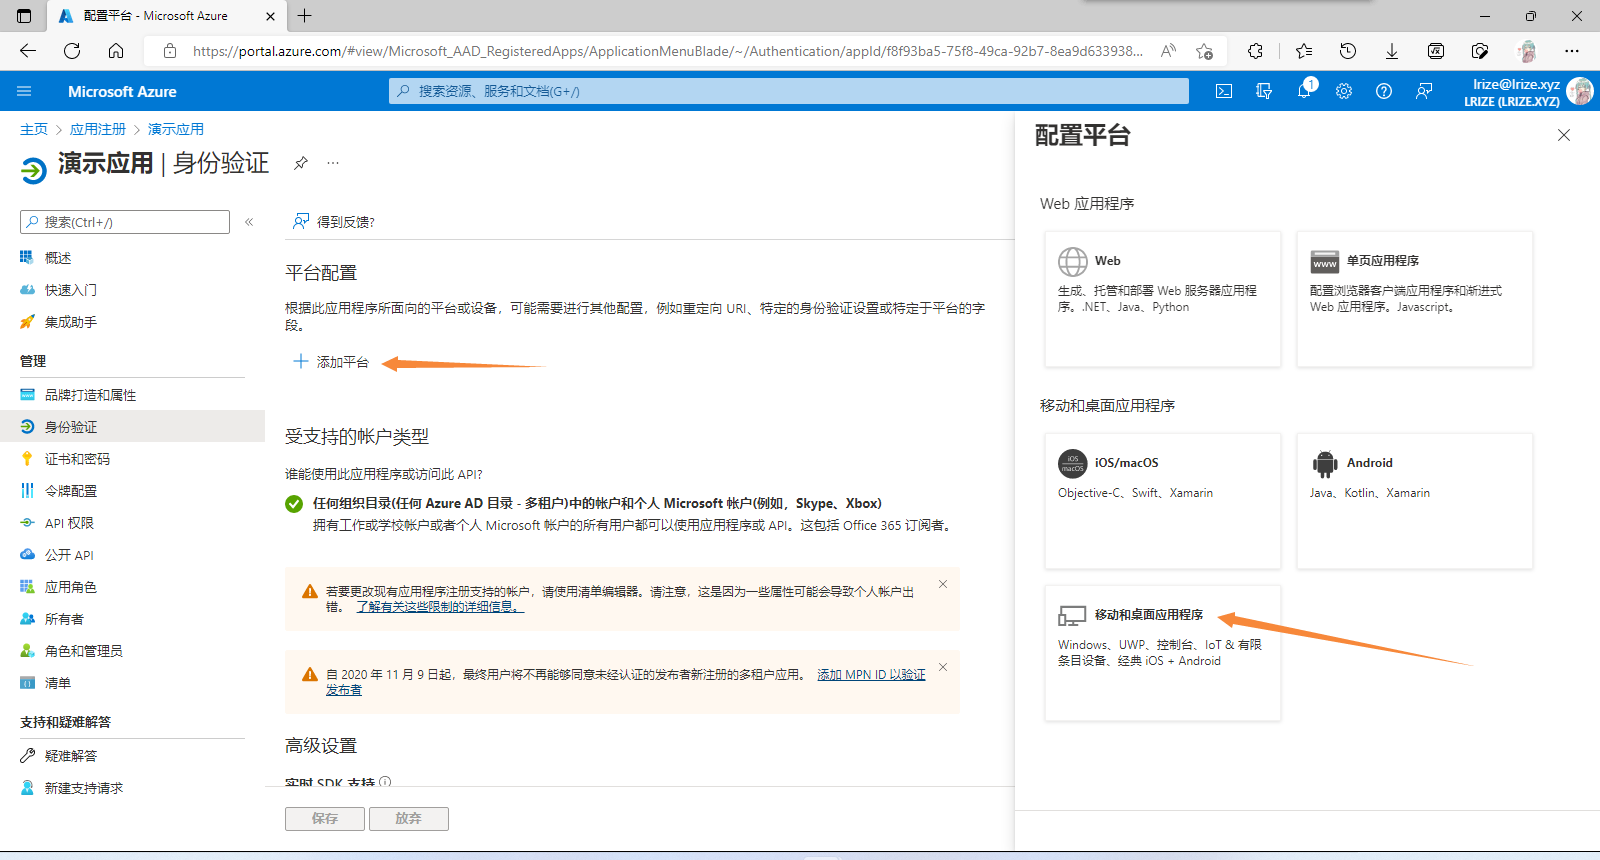 配置平台 - Microsoft Azure
https://portal.azure.com/#view/Microsoft_AAD_RegisteredApps/ApplicationMenuBlade/~/Authentication/appId/f8f93ba5-75f8-49ca-92b7-8ea9d633938...
Microsoft Azure
搜索资源、服务和文档(G+/)
1
lrize@lrize.xyz
LRIZE (LRIZE.XYZ)
主页 > 应用注册 > 演示应用
演示应用 | 身份验证
搜索(Ctrl+/)
概述
快速入门
集成助手
管理
品牌打造和属性
身份验证
证书和密码
令牌配置
API 权限
公开 API
应用角色
所有者
角色和管理员
清单
支持和疑难解答
疑难解答
新建支持请求
得到反馈?
平台配置
根据此应用程序所面向的平台或设备，可能需要进行其他配置，例如重定向 URI、特定的身份验证设置或特定于平台的字
段。
添加平台
受支持的帐户类型
谁能使用此应用程序或访问此 API?
任何组织目录(任何 Azure AD 目录 - 多租户)中的帐户和个人 Microsoft 帐户(例如，Skype、Xbox)
拥有工作或学校帐户或者个人 Microsoft 帐户的所有用户都可以使用应用程序或 API。这包括 Office 365 订阅者。
若要更改现有应用程序注册支持的帐户，请使用清单编辑器。请注意，这是因为一些属性可能会导致个人帐户出
错。 了解有关这些限制的详细信息。
自 2020 年 11 月 9 日起，最终用户将不再能够同意未经认证的发布者新注册的多租户应用。 添加 MPN ID 以验证
发布者
高级设置
实时 SDK 支持
保存
放弃
配置平台
Web 应用程序
Web
生成、托管和部署 Web 服务器应用程
序。.NET、Java、Python
www
单页应用程序
配置浏览器客户端应用程序和渐进式
Web 应用程序。Javascript。
移动和桌面应用程序
iOS
macOS
iOS/macOS
Objective-C、Swift、Xamarin
Android
Java、Kotlin、Xamarin
移动和桌面应用程序
Windows、UWP、控制台、IoT & 有限
条目设备、经典 iOS + Android